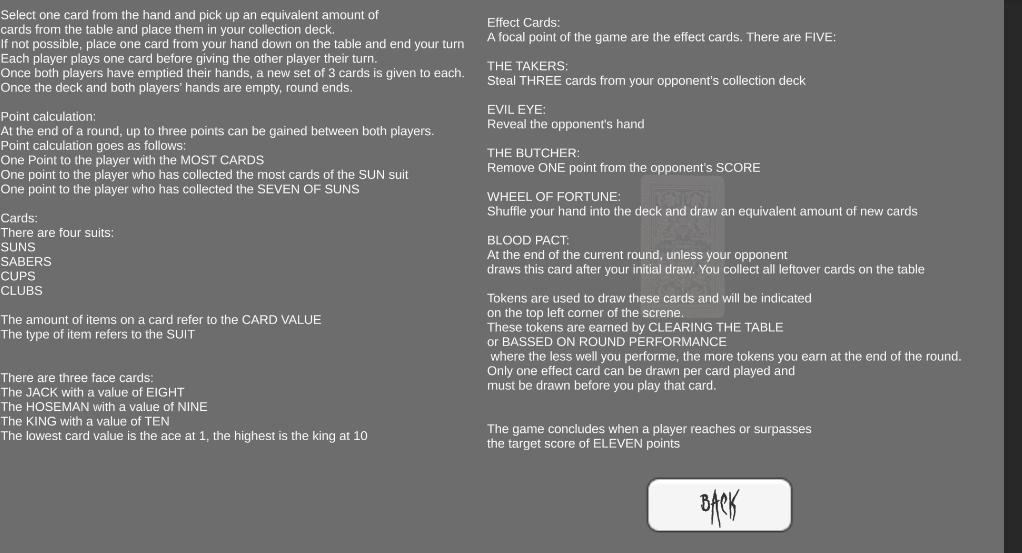 Select one card from the hand and pick up an equivalent amount of
cards from the table and place them in your collection deck.
If not possible, place one card from your hand down on the table and end your turn
Each player plays one card before giving the other player their turn.
Once both players have emptied their hands, a new set of 3 cards is given to each.
Once the deck and both players' hands are empty, round ends.
Point calculation:
At the end of a round, up to three points can be gained between both players.
Point calculation goes as follows:
One Point to the player with the MOST CARDS
One point to the player who has collected the most cards of the SUN suit
One point to the player who has collected the SEVEN OF SUNS
Cards:
There are four suits:
SUNS
SABERS
CUPS
CLUBS
The amount of items on a card refer to the CARD VALUE
The type of item refers to the SUIT
There are three face cards:
The JACK with a value of EIGHT
The HOSEMAN with a value of NINE
The KING with a value of TEN
The lowest card value is the ace at 1, the highest is the king at 10
Effect Cards:
A focal point of the game are the effect cards. There are FIVE:
THE TAKERS:
Steal THREE cards from your opponent's collection deck
EVIL EYE:
Reveal the opponent's hand
THE BUTCHER:
Remove ONE point from the opponent's SCORE
WHEEL OF FORTUNE:
Shuffle your hand into the deck and draw an equivalent amount of new cards
BLOOD PACT:
At the end of the current round, unless your opponent
draws this card after your initial draw. You collect all leftover cards on the table
Tokens are used to draw these cards and will be indicated
on the top left corner of the screne.
These tokens are earned by CLEARING THE TABLE
or BASSED ON ROUND PERFORMANCE
where the less well you performe, the more tokens you earn at the end of the round.
Only one effect card can be drawn per card played and
must be drawn before you play that card.
The game concludes when a player reaches or surpasses
the target score of ELEVEN points
BACK